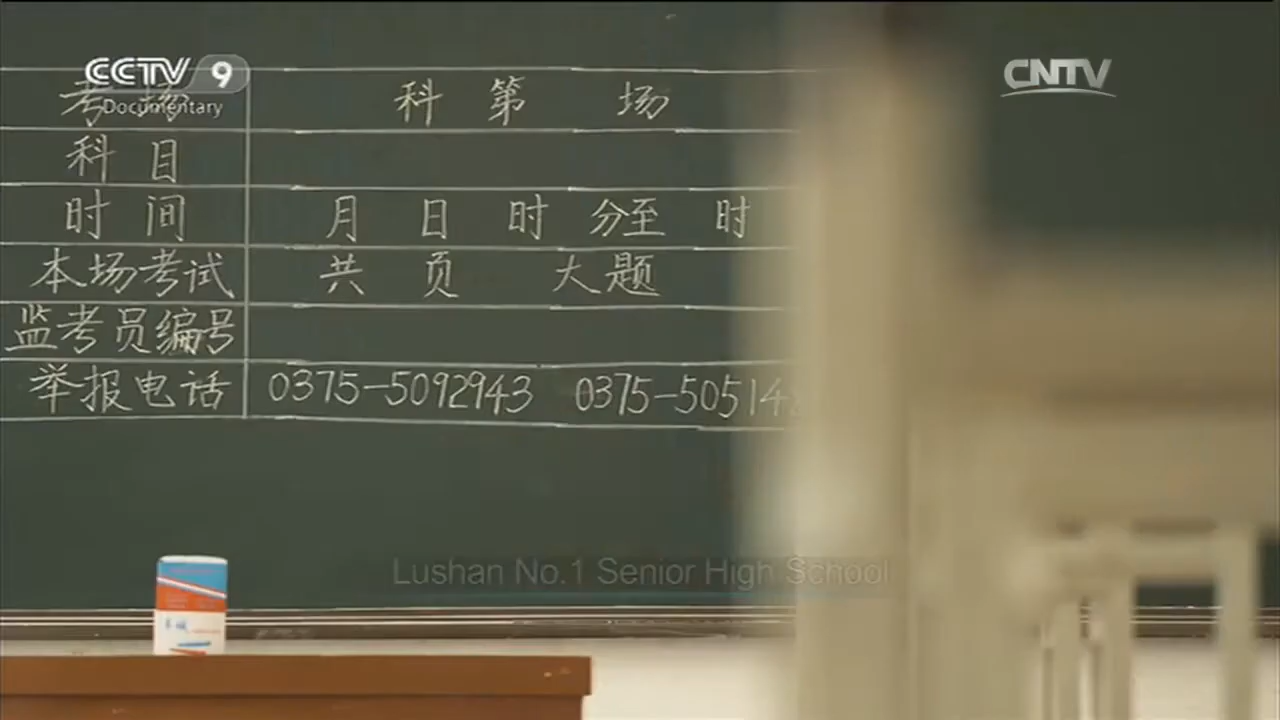 CCTV 9
Documentary
CNTV
考场 科 第 场
科 目
时 间 月 日 时 分至 时
本场考试 共 页 大题
监考员编号
举报电话 0375-5092943 0375-50514
Lushan No.1 Senior High School